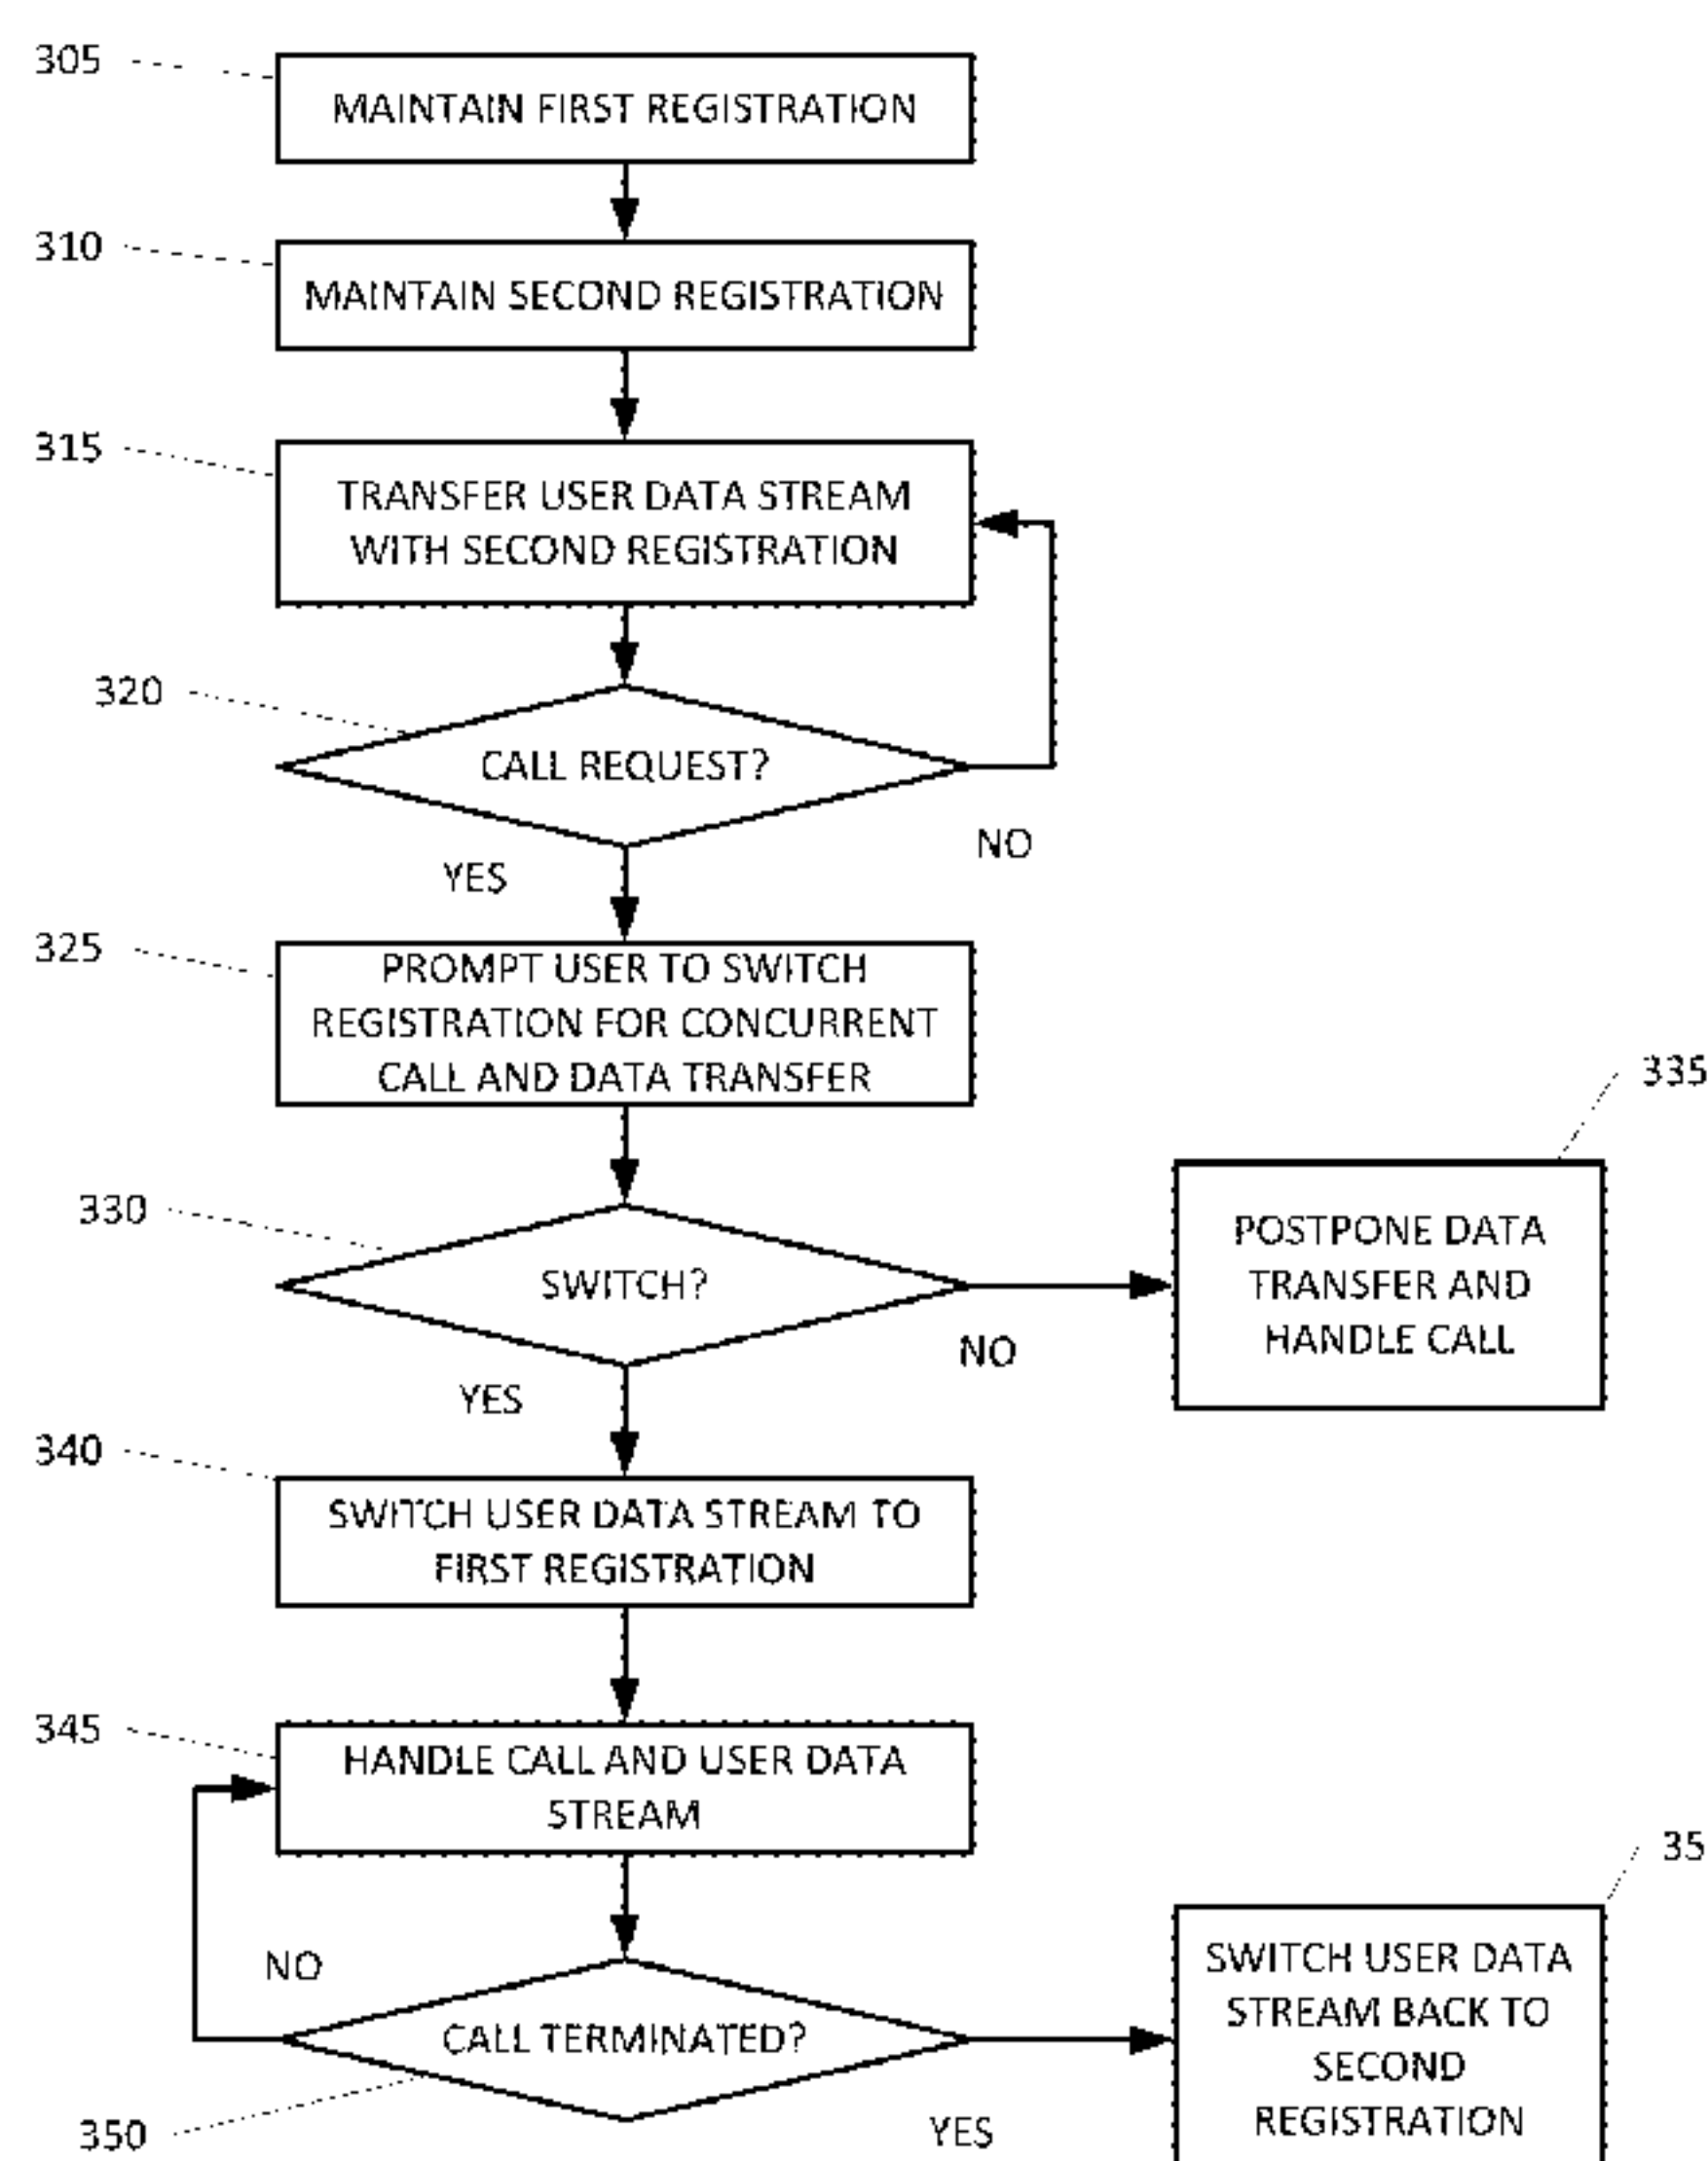 305
MAINTAIN FIRST REGISTRATION
310
MAINTAIN SECOND REGISTRATION
315
TRANSFER USER DATA STREAM
WITH SECOND REGISTRATION
320
CALL REQUEST?
NO
YES
325
PROMPT USER TO SWITCH
REGISTRATION FOR CONCURRENT
CALL AND DATA TRANSFER
335
330
SWITCH?
POSTPONE DATA
TRANSFER AND
HANDLE CALL
NO
YES
340
SWITCH USER DATA STREAM TO
FIRST REGISTRATION
345
HANDLE CALL AND USER DATA
STREAM
35
NO
CALL TERMINATED?
SWITCH USER DATA
STREAM BACK TO
SECOND
REGISTRATION
350
YES